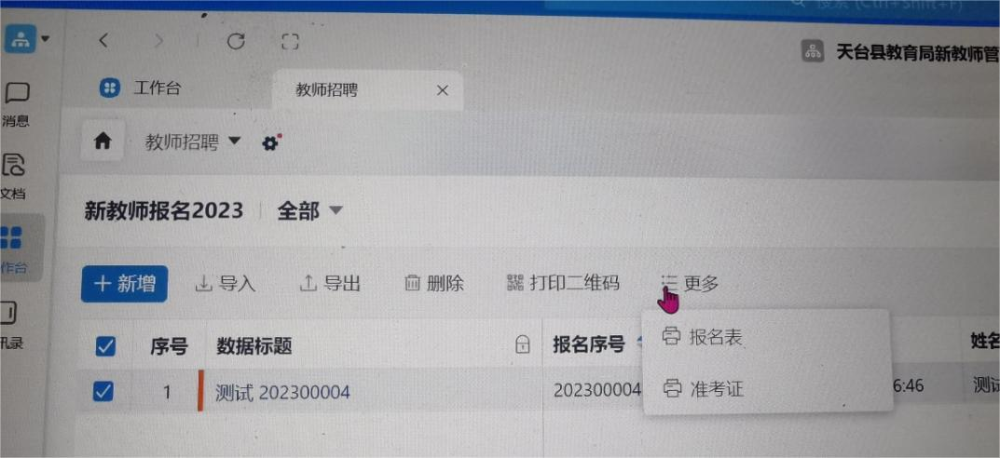 搜索 (Ctrl+Shift+F)
天台县教育局新教师管
工作台
教师招聘
消息
教师招聘
文档
新教师报名2023 全部
作台
+ 新增 导入 导出 删除 打印二维码 更多
讯录
序号 数据标题 报名序号 姓名
报名表
1 测试 202300004 202300004 6:46 测试
准考证